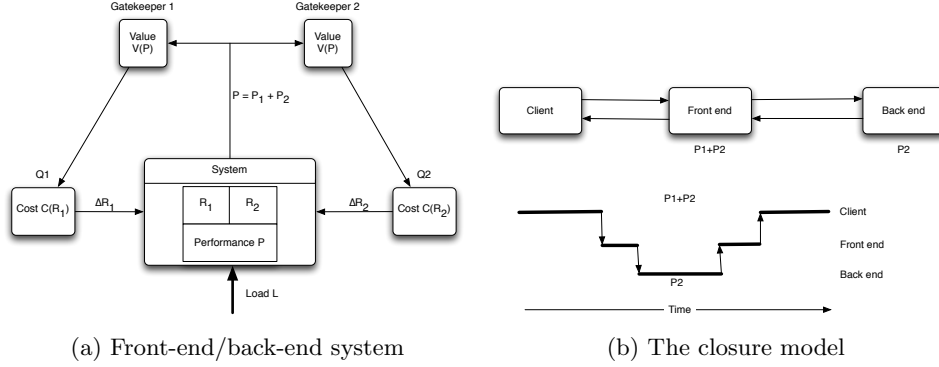 Gatekeeper 1
Gatekeeper 2
Value
V(P)
Value
V(P)
P = P1 + P2
Q1
Q2
System
Cost C(R1)
ΔR1
R1
R2
ΔR2
Cost C(R2)
Performance P
Load L
(a) Front-end/back-end system
Client
Front end
Back end
P1+P2
P2
P1+P2
Client
Front end
Back end
P2
Time
(b) The closure model